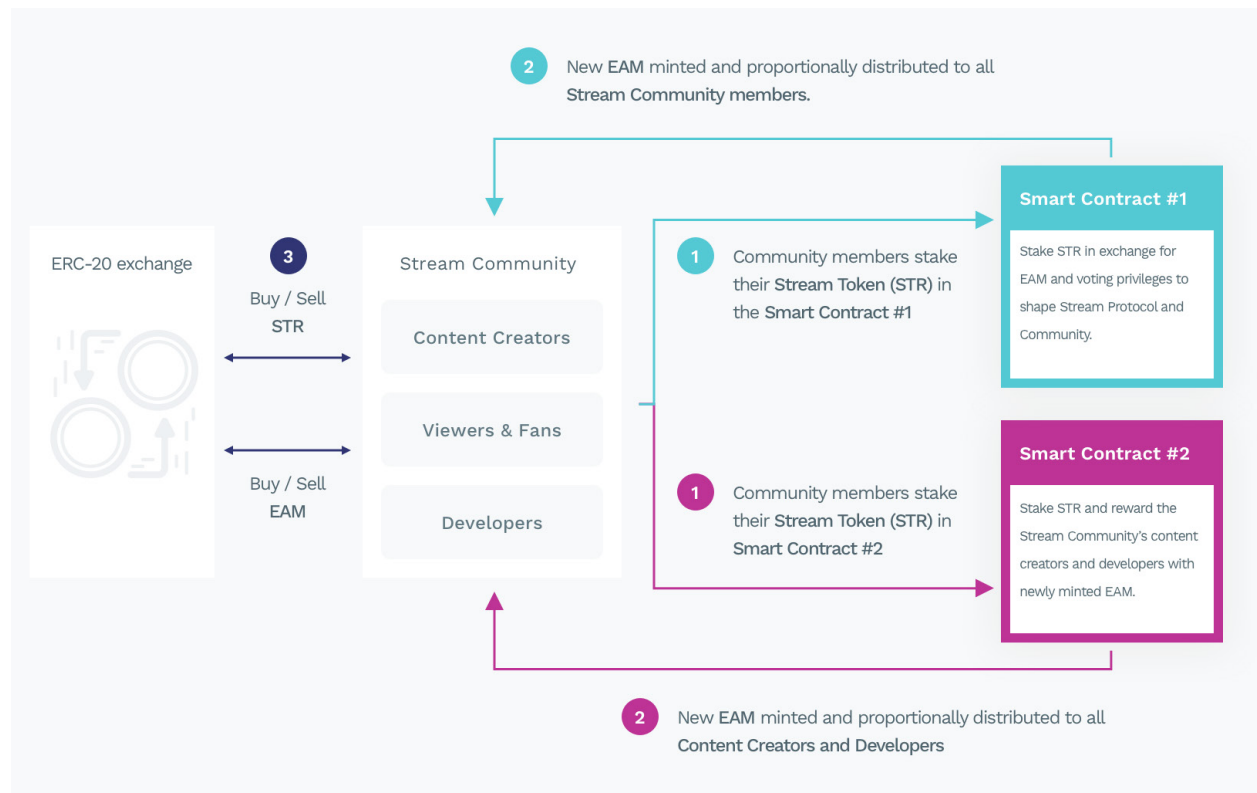 2
New EAM minted and proportionally distributed to all
Stream Community members.
ERC-20 exchange
3
Buy / Sell
STR
Buy / Sell
EAM
Stream Community
Content Creators
Viewers & Fans
Developers
1
Community members stake
their Stream Token (STR) in
the Smart Contract #1
1
Community members stake
their Stream Token (STR) in
Smart Contract #2
Smart Contract #1
Stake STR in exchange for
EAM and voting privileges to
shape Stream Protocol and
Community.
Smart Contract #2
Stake STR and reward the
Stream Community’s content
creators and developers with
newly minted EAM.
2
New EAM minted and proportionally distributed to all
Content Creators and Developers